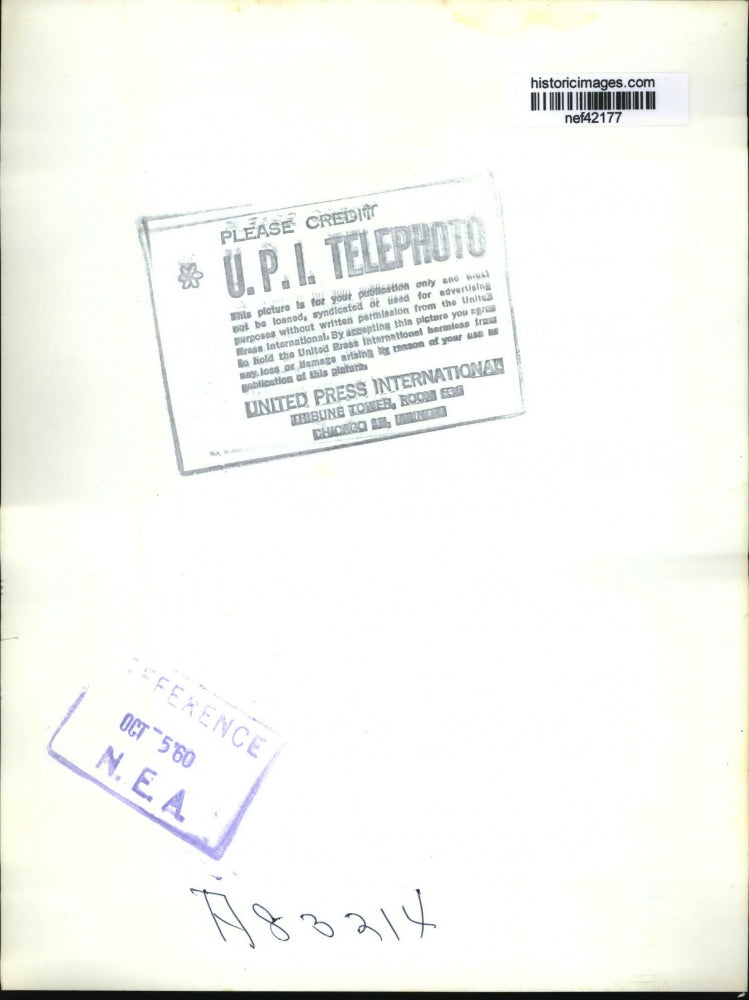 historicimages.com
nef42177
PLEASE CREDIT
U.P.I. TELEPHOTO
This picture is for your publication only and must
not be loaned, syndicated or used for advertising
purposes without written permission from the United
Press International. By accepting this picture you agree
to hold the United Press International harmless from
any loss or damage arising by reason of your use or
publication of this picture.
UNITED PRESS INTERNATIONAL
TRIBUNE TOWER, ROOM
CHICAGO
REFERENCE
OCT -5'60
N.E.A.
A83214